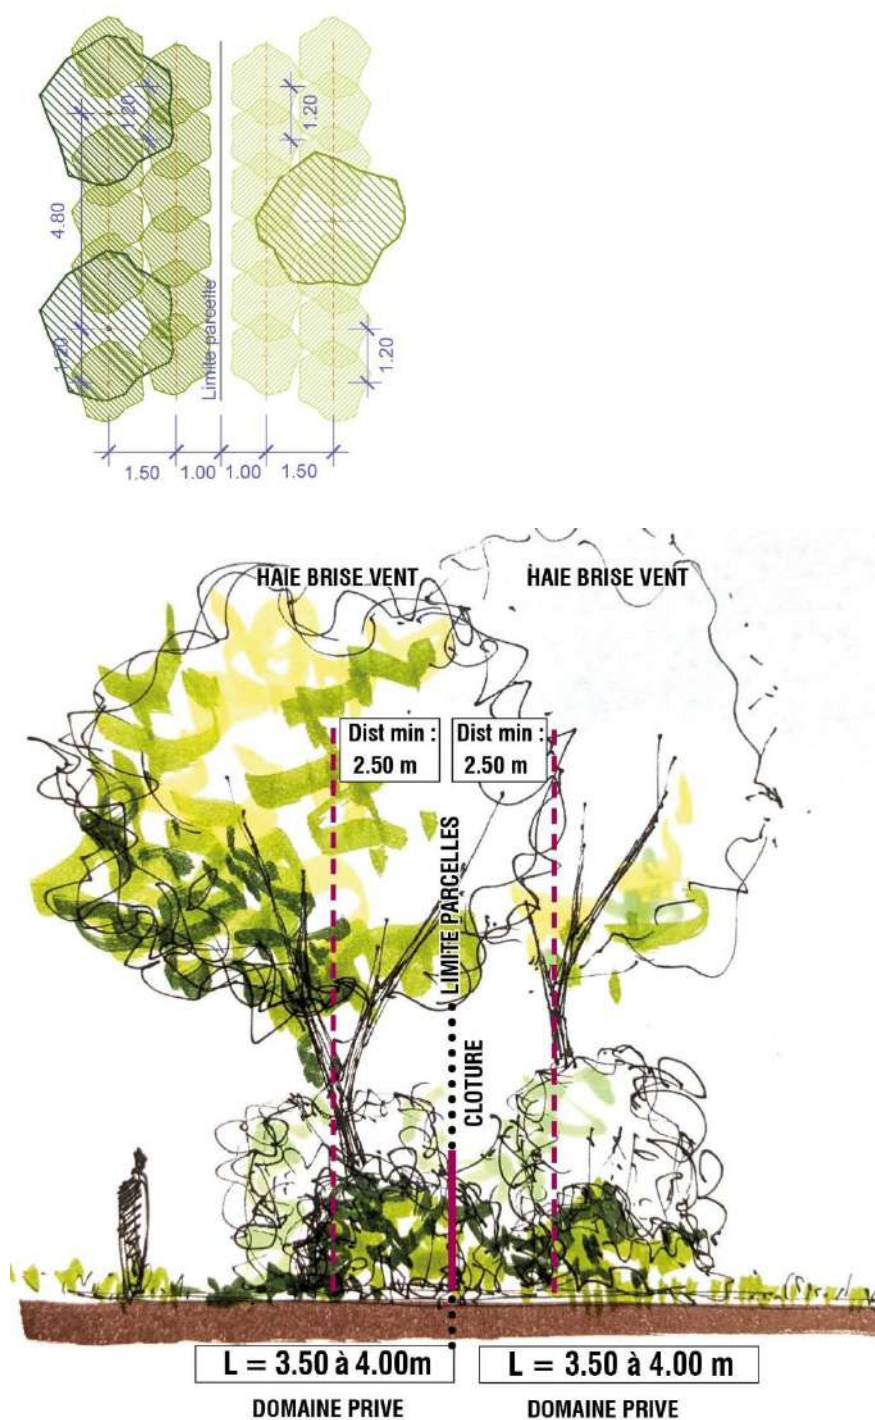 1.20
1.20
4.80
Limite parcelle
1.20
1.20
1.50
1.00
1.00
1.50
HAIE BRISE VENT
HAIE BRISE VENT
Dist min :
2.50 m
Dist min :
2.50 m
LIMITE PARCELLES
CLOTURE
L = 3.50 à 4.00m
L = 3.50 à 4.00 m
DOMAINE PRIVE
DOMAINE PRIVE